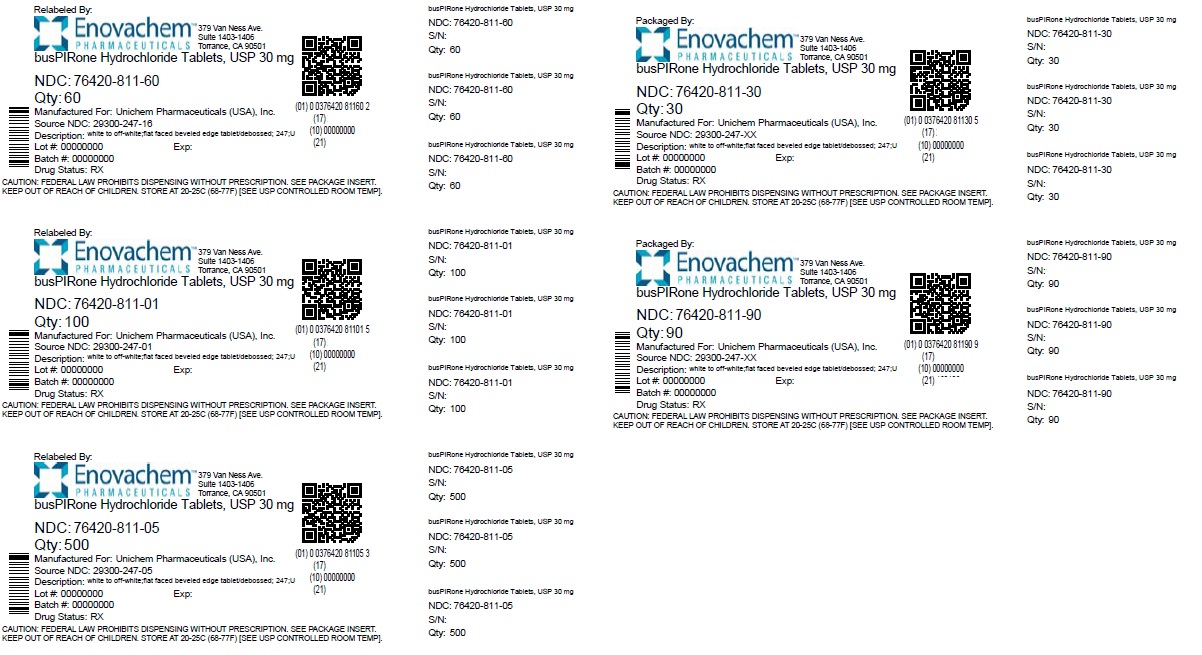 Relabeled By:
Enovachem™
PHARMACEUTICALS
379 Van Ness Ave.
Suite 1403-1406
Torrance, CA 90501
busPIRone Hydrochloride Tablets, USP 30 mg
NDC: 76420-811-60
Qty: 60
Manufactured For: Unichem Pharmaceuticals (USA), Inc.
Source NDC: 29300-247-16
Description: white to off-white;flat faced beveled edge tablet/debossed; 247;U
Lot #: 00000000 Exp:
Batch #: 00000000
Drug Status: RX
(01) 0 0376420 81160 2
(17)
(10) 00000000
(21)
CAUTION: FEDERAL LAW PROHIBITS DISPENSING WITHOUT PRESCRIPTION. SEE PACKAGE INSERT.
KEEP OUT OF REACH OF CHILDREN. STORE AT 20-25C (68-77F) [SEE USP CONTROLLED ROOM TEMP].
busPIRone Hydrochloride Tablets, USP 30 mg
NDC: 76420-811-60
S/N:
Qty: 60
busPIRone Hydrochloride Tablets, USP 30 mg
NDC: 76420-811-60
S/N:
Qty: 60
busPIRone Hydrochloride Tablets, USP 30 mg
NDC: 76420-811-60
S/N:
Qty: 60
Packaged By:
Enovachem™
PHARMACEUTICALS
379 Van Ness Ave.
Suite 1403-1406
Torrance, CA 90501
busPIRone Hydrochloride Tablets, USP 30 mg
NDC: 76420-811-30
Qty: 30
Manufactured For: Unichem Pharmaceuticals (USA), Inc.
Source NDC: 29300-247-XX
Description: white to off-white;flat faced beveled edge tablet/debossed; 247;U
Lot #: 00000000 Exp:
Batch #: 00000000
Drug Status: RX
(01) 0 0376420 81130 5
(17)
(10) 00000000
(21)
CAUTION: FEDERAL LAW PROHIBITS DISPENSING WITHOUT PRESCRIPTION. SEE PACKAGE INSERT.
KEEP OUT OF REACH OF CHILDREN. STORE AT 20-25C (68-77F) [SEE USP CONTROLLED ROOM TEMP].
busPIRone Hydrochloride Tablets, USP 30 mg
NDC: 76420-811-30
S/N:
Qty: 30
busPIRone Hydrochloride Tablets, USP 30 mg
NDC: 76420-811-30
S/N:
Qty: 30
busPIRone Hydrochloride Tablets, USP 30 mg
NDC: 76420-811-30
S/N:
Qty: 30
Relabeled By:
Enovachem™
PHARMACEUTICALS
379 Van Ness Ave.
Suite 1403-1406
Torrance, CA 90501
busPIRone Hydrochloride Tablets, USP 30 mg
NDC: 76420-811-01
Qty: 100
Manufactured For: Unichem Pharmaceuticals (USA), Inc.
Source NDC: 29300-247-01
Description: white to off-white;flat faced beveled edge tablet/debossed; 247;U
Lot #: 00000000 Exp:
Batch #: 00000000
Drug Status: RX
(01) 0 0376420 81101 5
(17)
(10) 00000000
(21)
CAUTION: FEDERAL LAW PROHIBITS DISPENSING WITHOUT PRESCRIPTION. SEE PACKAGE INSERT.
KEEP OUT OF REACH OF CHILDREN. STORE AT 20-25C (68-77F) [SEE USP CONTROLLED ROOM TEMP].
busPIRone Hydrochloride Tablets, USP 30 mg
NDC: 76420-811-01
S/N:
Qty: 100
busPIRone Hydrochloride Tablets, USP 30 mg
NDC: 76420-811-01
S/N:
Qty: 100
busPIRone Hydrochloride Tablets, USP 30 mg
NDC: 76420-811-01
S/N:
Qty: 100
Packaged By:
Enovachem™
PHARMACEUTICALS
379 Van Ness Ave.
Suite 1403-1406
Torrance, CA 90501
busPIRone Hydrochloride Tablets, USP 30 mg
NDC: 76420-811-90
Qty: 90
Manufactured For: Unichem Pharmaceuticals (USA), Inc.
Source NDC: 29300-247-XX
Description: white to off-white;flat faced beveled edge tablet/debossed; 247;U
Lot #: 00000000 Exp:
Batch #: 00000000
Drug Status: RX
(01) 0 0376420 81190 9
(17)
(10) 00000000
(21)
CAUTION: FEDERAL LAW PROHIBITS DISPENSING WITHOUT PRESCRIPTION. SEE PACKAGE INSERT.
KEEP OUT OF REACH OF CHILDREN. STORE AT 20-25C (68-77F) [SEE USP CONTROLLED ROOM TEMP].
busPIRone Hydrochloride Tablets, USP 30 mg
NDC: 76420-811-90
S/N:
Qty: 90
busPIRone Hydrochloride Tablets, USP 30 mg
NDC: 76420-811-90
S/N:
Qty: 90
busPIRone Hydrochloride Tablets, USP 30 mg
NDC: 76420-811-90
S/N:
Qty: 90
Relabeled By:
Enovachem™
PHARMACEUTICALS
379 Van Ness Ave.
Suite 1403-1406
Torrance, CA 90501
busPIRone Hydrochloride Tablets, USP 30 mg
NDC: 76420-811-05
Qty: 500
Manufactured For: Unichem Pharmaceuticals (USA), Inc.
Source NDC: 29300-247-05
Description: white to off-white;flat faced beveled edge tablet/debossed; 247;U
Lot #: 00000000 Exp:
Batch #: 00000000
Drug Status: RX
(01) 0 0376420 81105 3
(17)
(10) 00000000
(21)
CAUTION: FEDERAL LAW PROHIBITS DISPENSING WITHOUT PRESCRIPTION. SEE PACKAGE INSERT.
KEEP OUT OF REACH OF CHILDREN. STORE AT 20-25C (68-77F) [SEE USP CONTROLLED ROOM TEMP].
busPIRone Hydrochloride Tablets, USP 30 mg
NDC: 76420-811-05
S/N:
Qty: 500
busPIRone Hydrochloride Tablets, USP 30 mg
NDC: 76420-811-05
S/N:
Qty: 500
busPIRone Hydrochloride Tablets, USP 30 mg
NDC: 76420-811-05
S/N:
Qty: 500